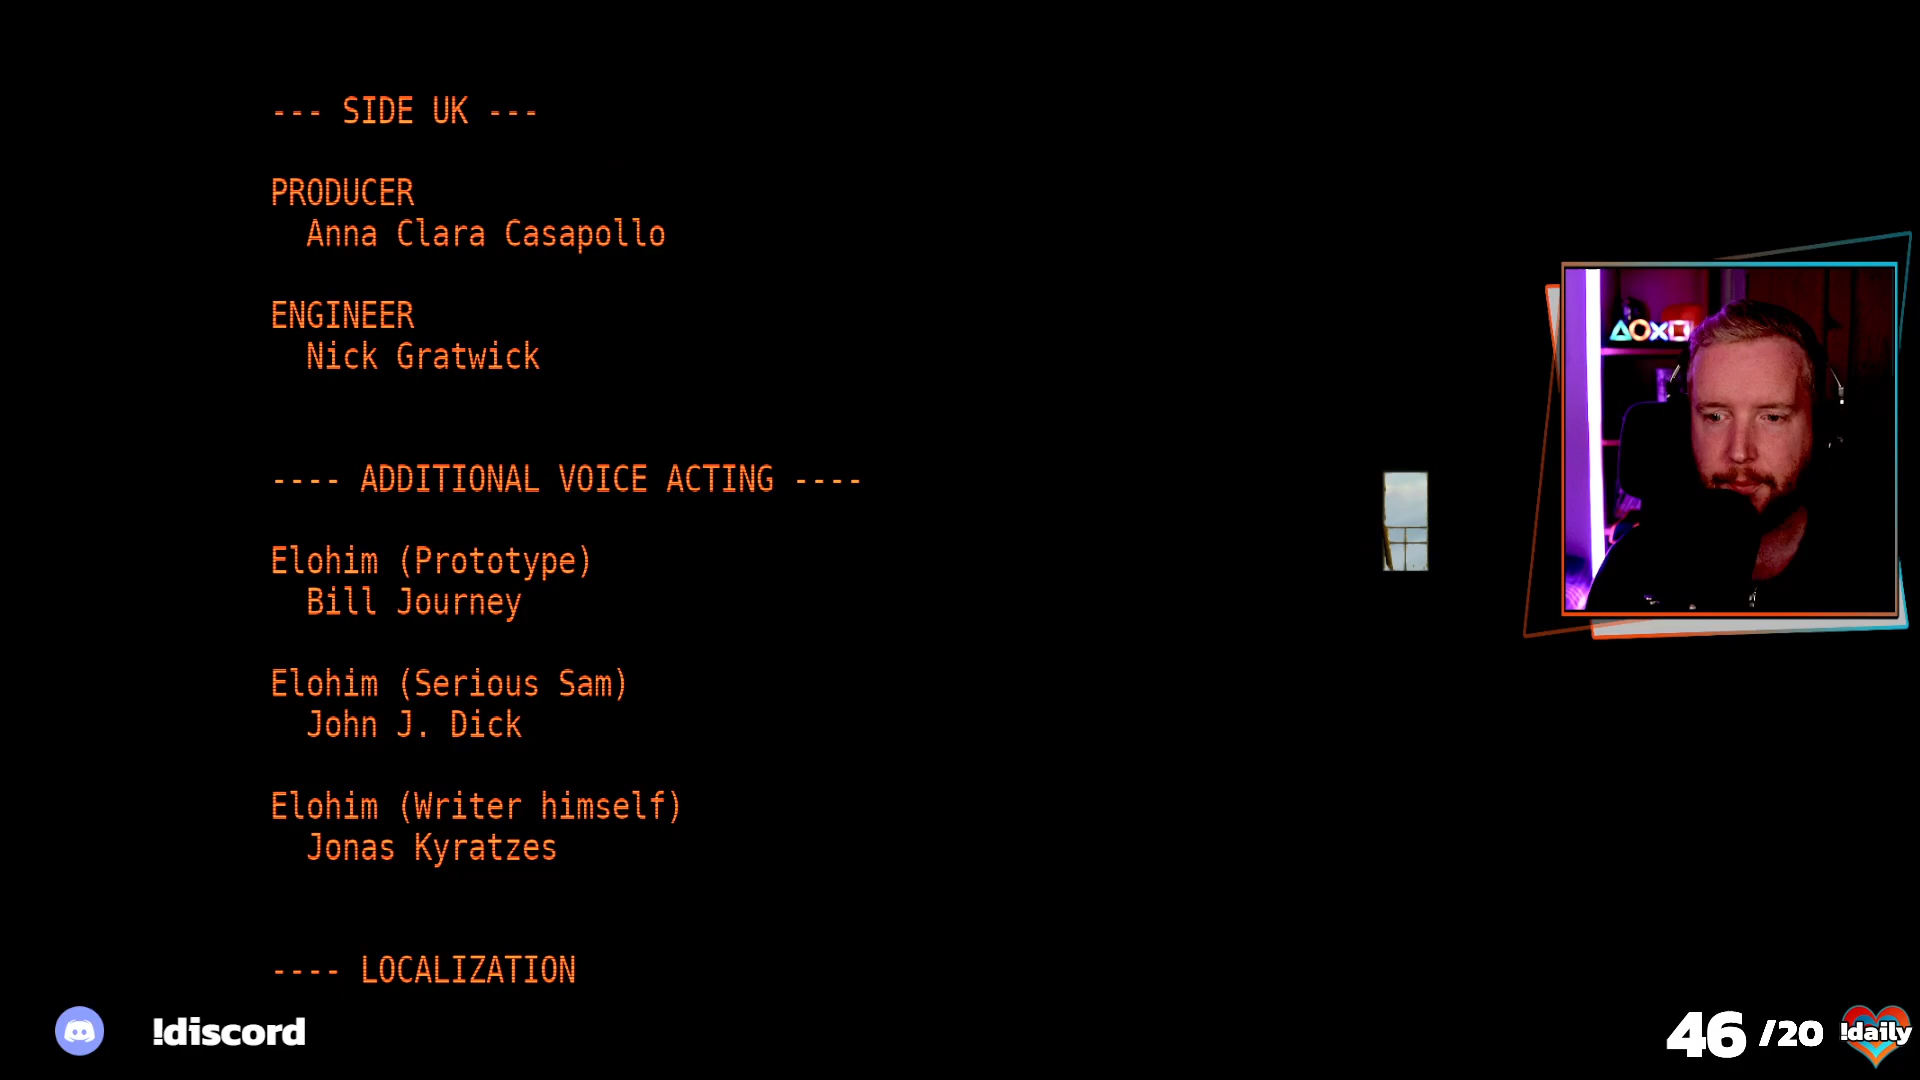 --- SIDE UK ---
PRODUCER
Anna Clara Casapollo
ENGINEER
Nick Gratwick
---- ADDITIONAL VOICE ACTING ----
Elohim (Prototype)
Bill Journey
Elohim (Serious Sam)
John J. Dick
Elohim (Writer himself)
Jonas Kyratzes
---- LOCALIZATION
!discord
46 /20 !daily